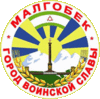 МАЛГОБЕК
ГОРОД ВОИНСКОЙ СЛАВЫ